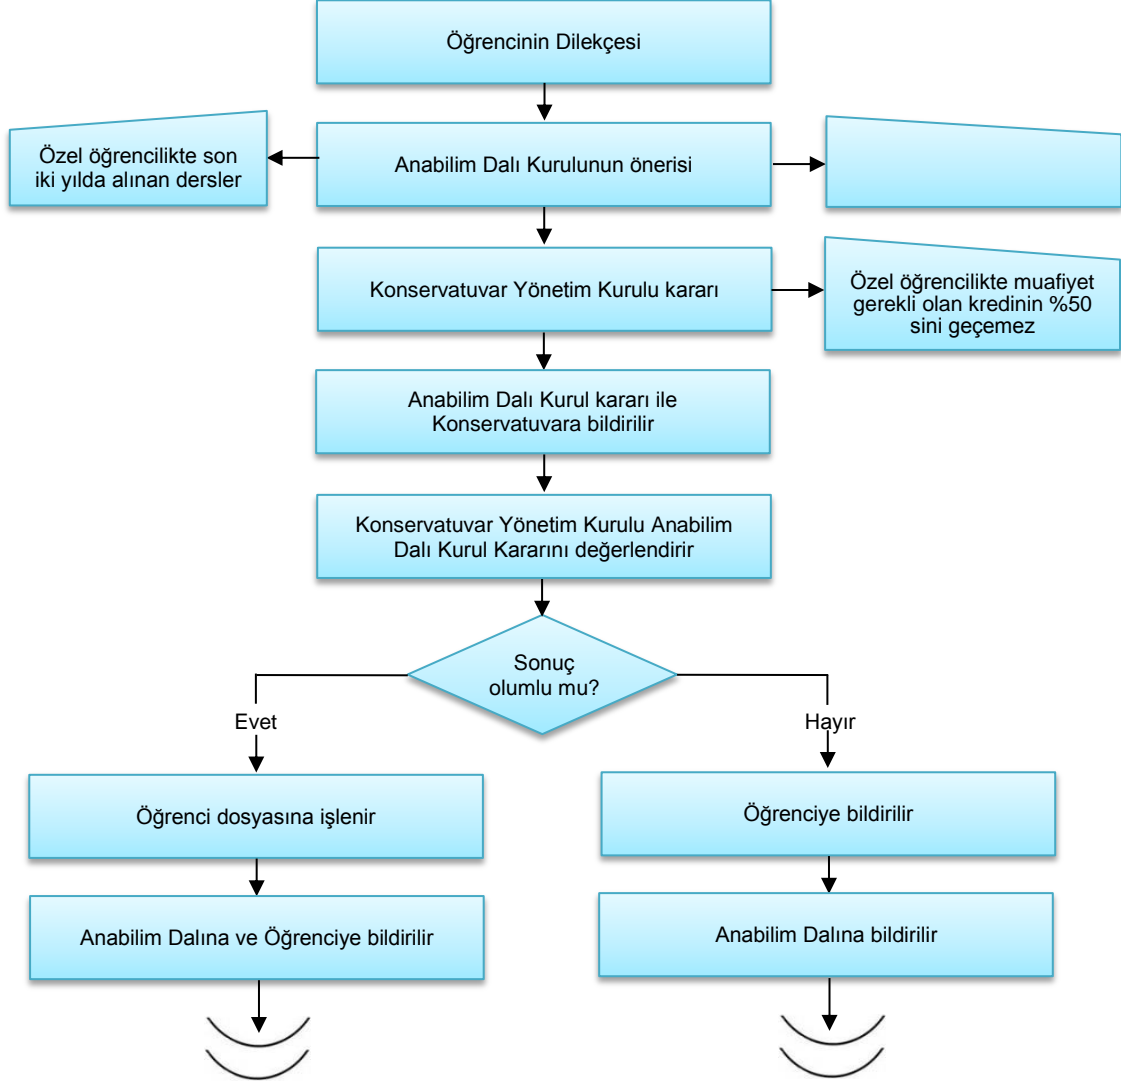 Öğrencinin Dilekçesi
Özel öğrencilikte son
iki yılda alınan dersler
Anabilim Dalı Kurulunun önerisi
Konservatuvar Yönetim Kurulu kararı
Özel öğrencilikte muafiyet
gerekli olan kredinin %50
sini geçemez
Anabilim Dalı Kurul kararı ile
Konservatuvara bildirilir
Konservatuvar Yönetim Kurulu Anabilim
Dalı Kurul Kararını değerlendirir
Sonuç
olumlu mu?
Evet
Hayır
Öğrenci dosyasına işlenir
Öğrenciye bildirilir
Anabilim Dalına ve Öğrenciye bildirilir
Anabilim Dalına bildirilir